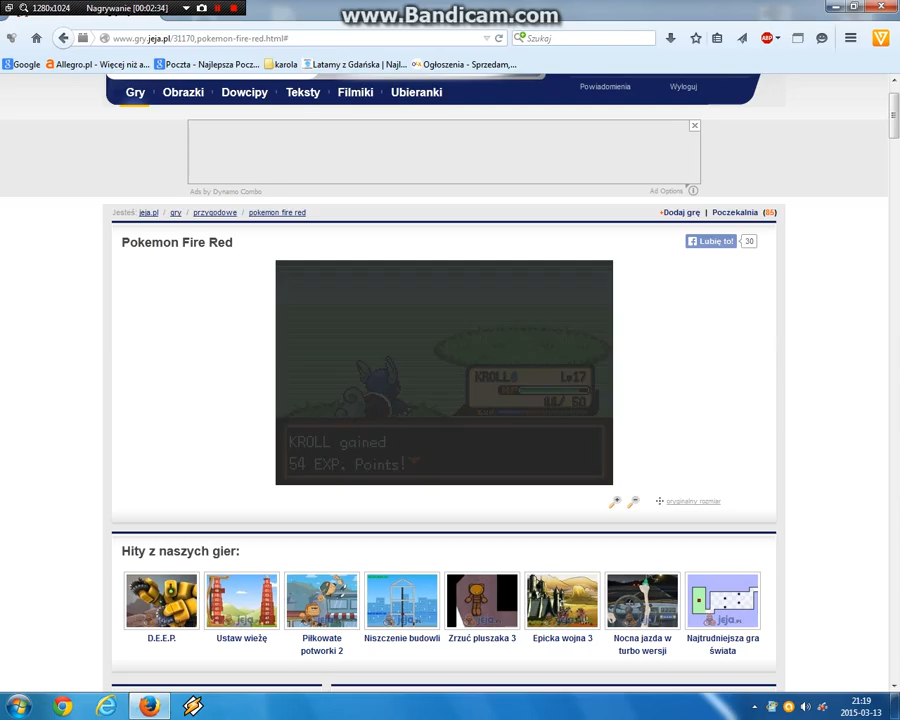 1280x1024 Nagrywanie [00:02:34]
www.Bandicam.com
www.gry.jeja.pl/31170,pokemon-fire-red.html#
Szukaj
ABP
Google Allegro.pl - Więcej niż a... Poczta - Najlepsza Pocz... karola Latamy z Gdańska | Najl... Ogłoszenia - Sprzedam,...
Gry Obrazki Dowcipy Teksty Filmiki Ubieranki
Powiadomienia Wyloguj
Ads by Dynamo Combo Ad Options
Jesteś: jeja.pl / gry / przygodowe / pokemon fire red
+Dodaj grę | Poczekalnia (85)
Pokemon Fire Red
Lubię to! 30
KROLL♂ Lv17
KROLL gained
54 EXP. Points!
oryginalny rozmiar
Hity z naszych gier:
D.E.E.P.
Ustaw wieżę
Piłkowate
potworki 2
Niszczenie budowli
Zrzuć pluszaka 3
Epicka wojna 3
Nocna jazda w
turbo wersji
Najtrudniejsza gra
świata
21:19
2015-03-13